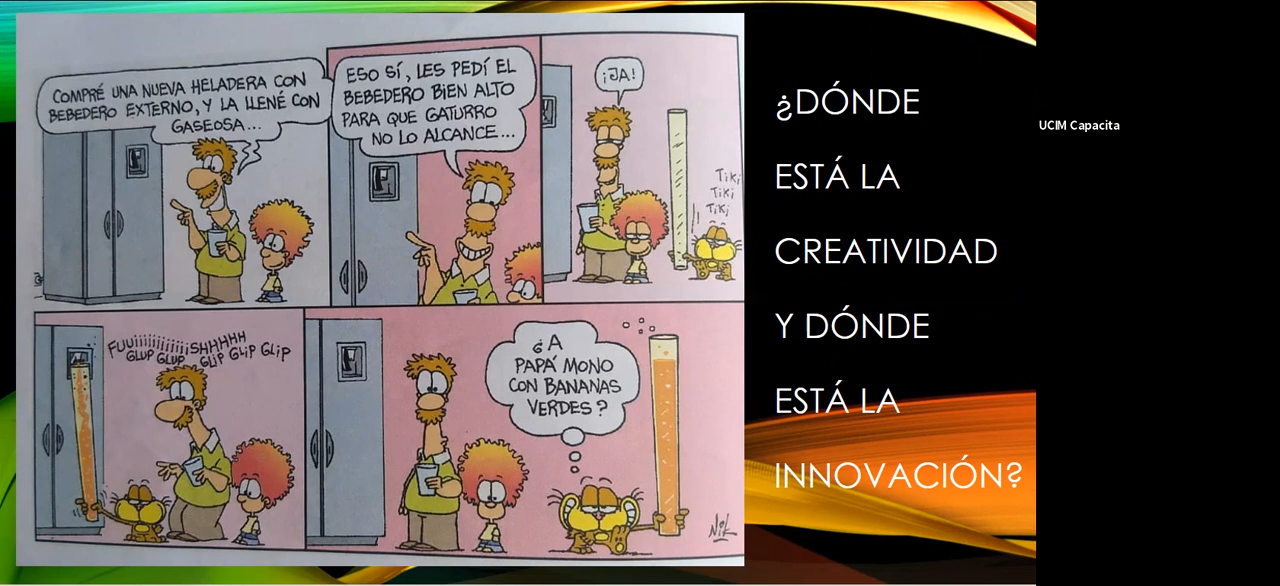 COMPRÉ UNA NUEVA HELADERA CON
BEBEDERO EXTERNO, Y LA LLENÉ CON
GASEOSA...
ESO SÍ, LES PEDÍ EL
BEBEDERO BIEN ALTO
PARA QUE GATURRO
NO LO ALCANCE...
¡JA!
TIKI
TIKI
TIKI
FUUiiiiiiiiiiiiSHHHHH
GLUP GLUP GLIP GLIP GLIP
¿A
PAPÁ MONO
CON BANANAS
VERDES?
NIK
¿DÓNDE
ESTÁ LA
CREATIVIDAD
Y DÓNDE
ESTÁ LA
INNOVACIÓN?
UCIM Capacita